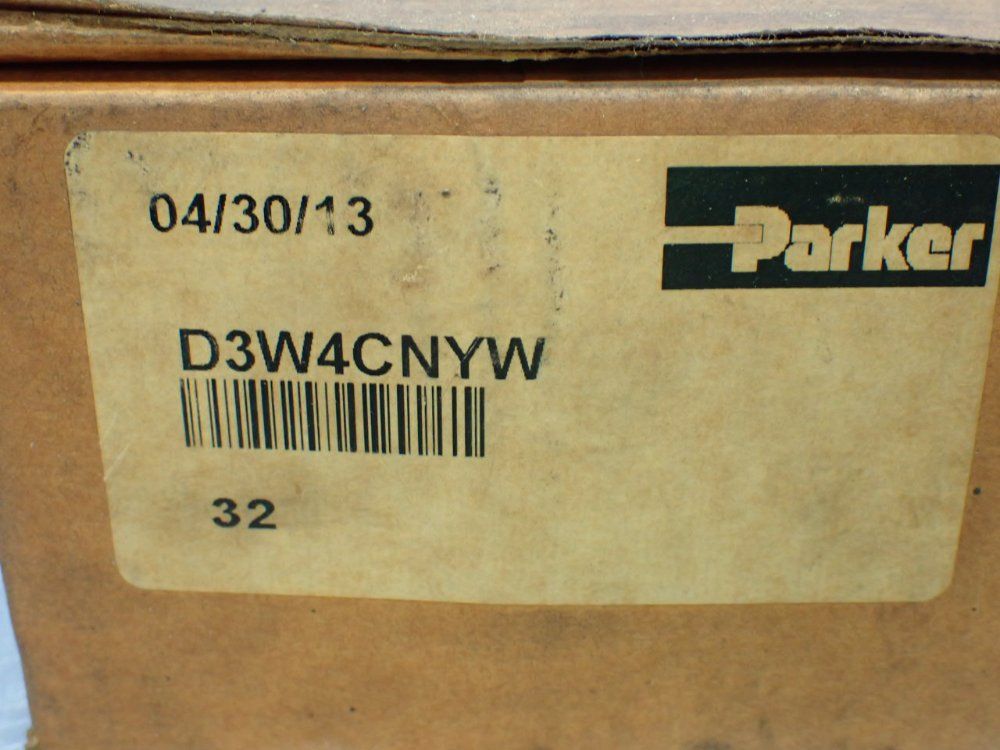 04/30/13
Parker
D3W4CNYW
32